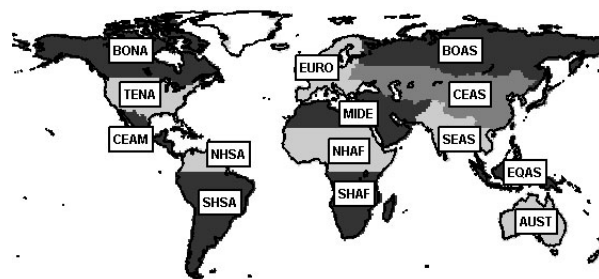 BONA
EURO
BOAS
TENA
CEAS
MIDE
CEAM
NHSA
NHAF
SEAS
EQAS
SHSA
SHAF
AUST